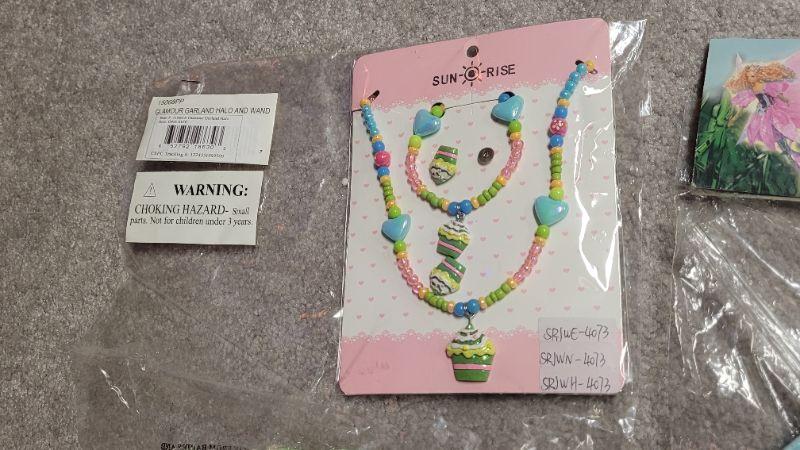 15068PP
GLAMOUR GARLAND HALO AND WAND
WARNING:
CHOKING HAZARD- Small
parts. Not for children under 3 years.
SUN RISE
SRJWE-4073
SRJWN-4073
SRJWH-4073